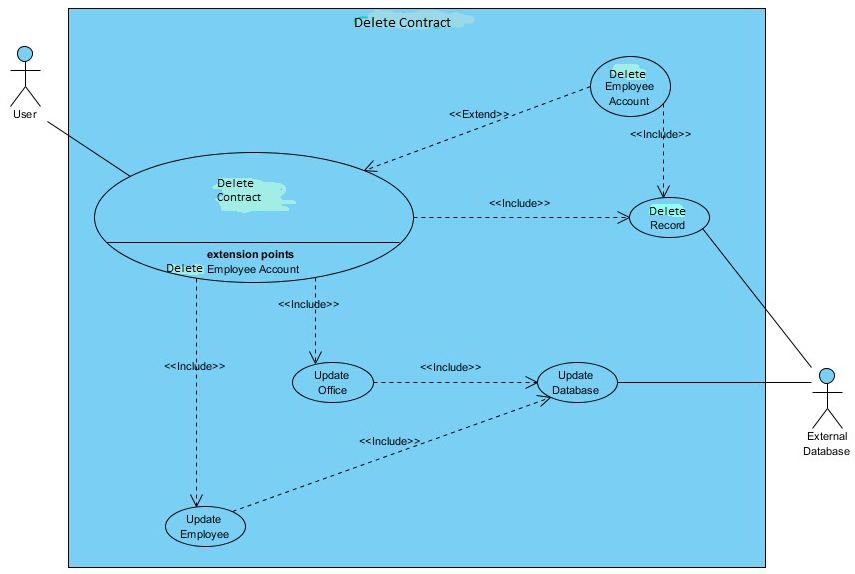 Delete Contract
User
Delete
Employee
Account
<<Extend>>
<<Include>>
Delete
Contract
<<Include>>
Delete
Record
extension points
Delete Employee Account
<<Include>>
<<Include>>
Update
Office
<<Include>>
Update
Database
<<Include>>
External
Database
Update
Employee